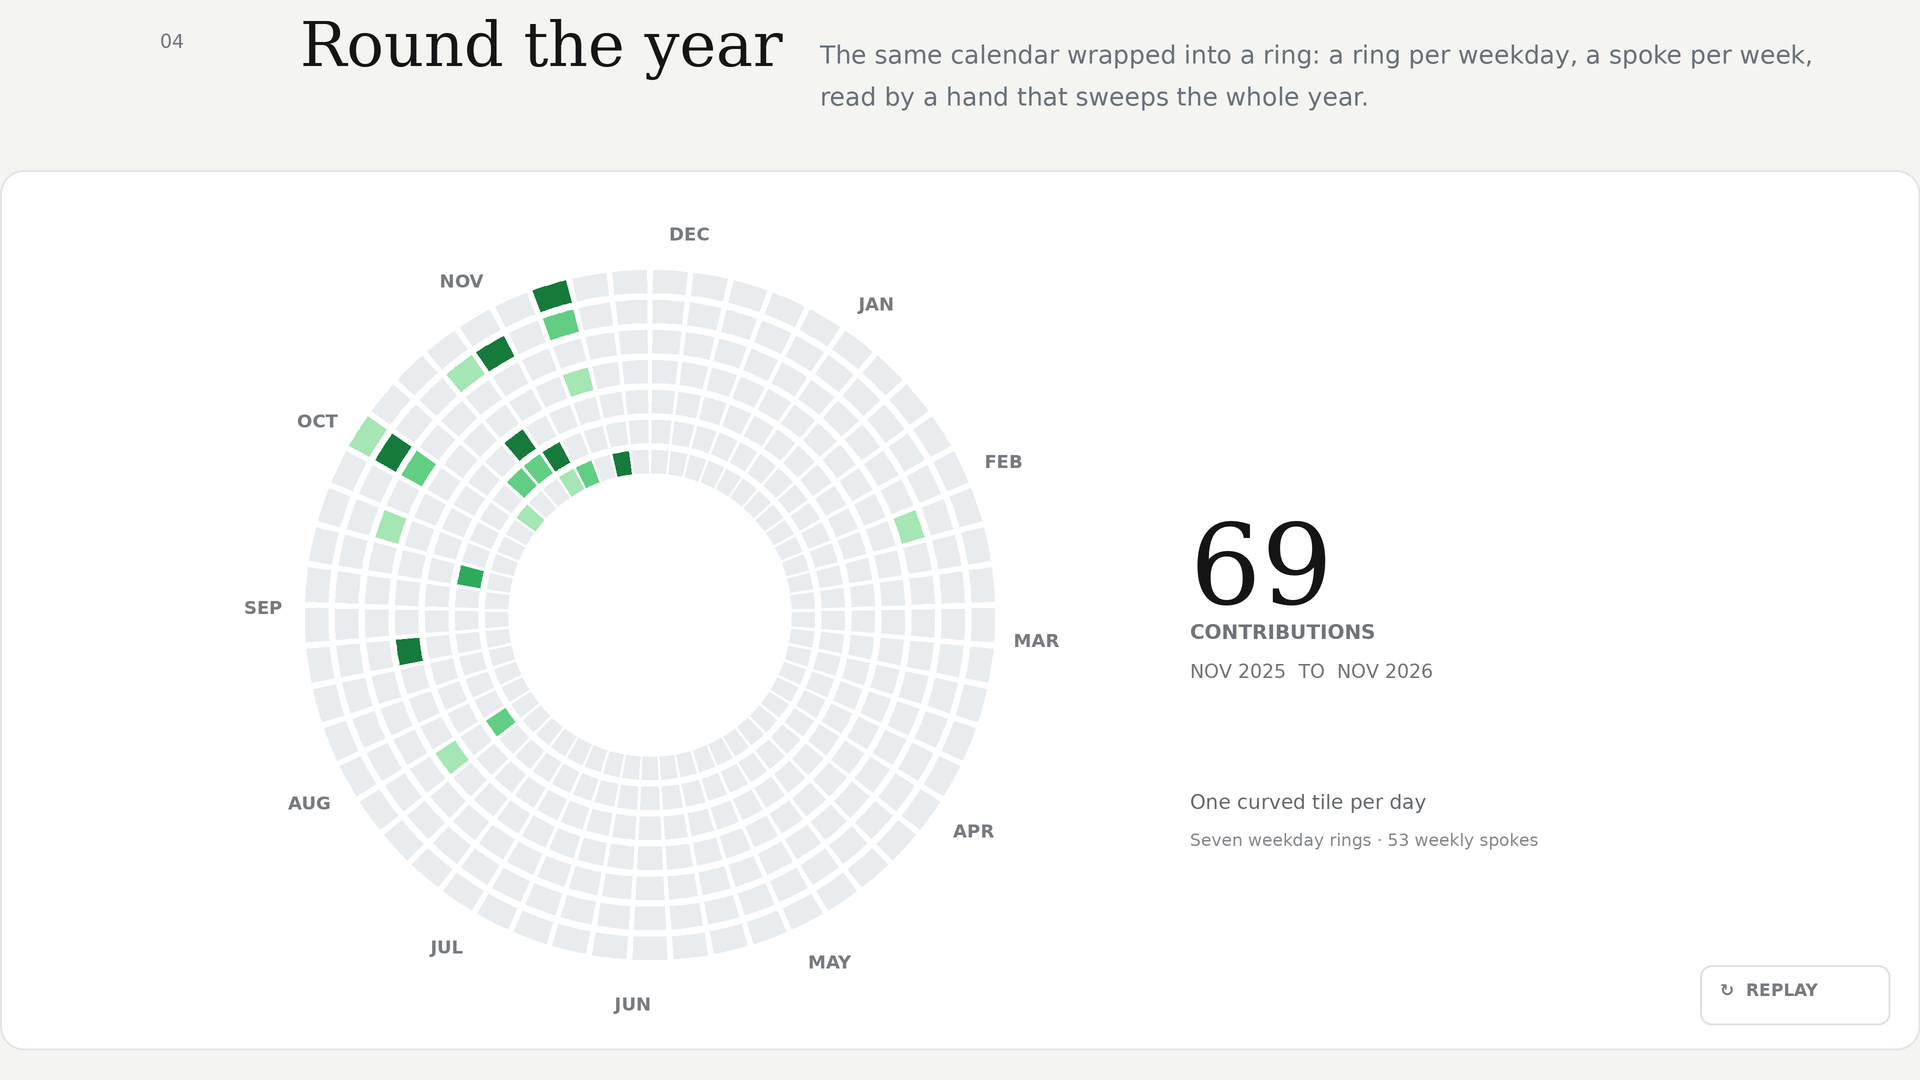 04
Round the year
The same calendar wrapped into a ring: a ring per weekday, a spoke per week,
read by a hand that sweeps the whole year.
DEC
JAN
FEB
MAR
APR
MAY
JUN
JUL
AUG
SEP
OCT
NOV
69
CONTRIBUTIONS
NOV 2025 TO NOV 2026
One curved tile per day
Seven weekday rings · 53 weekly spokes
↻ REPLAY